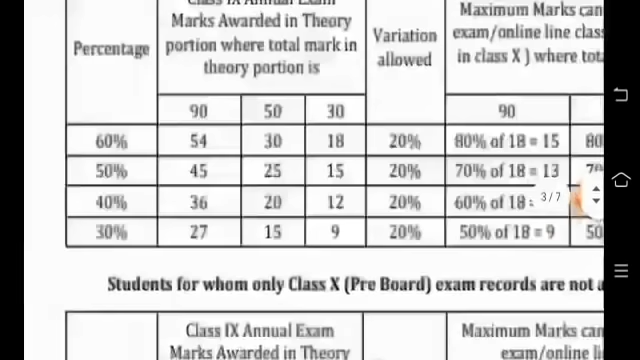 Class IX Annual Exam
Marks Awarded in Theory
portion where total mark in
theory portion is
Percentage
Variation
allowed
Maximum Marks can
exam/online line class
in class X ) where tot
90 50 30 90
60% 54 30 18 20% 80% of 18 = 15 80
50% 45 25 15 20% 70% of 18 = 13
40% 36 20 12 20% 60% of 18
30% 27 15 9 20% 50% of 18 = 9 50
3/7
Students for whom only Class X (Pre Board) exam records are not a
Class IX Annual Exam
Marks Awarded in Theory
Maximum Marks can
exam/online